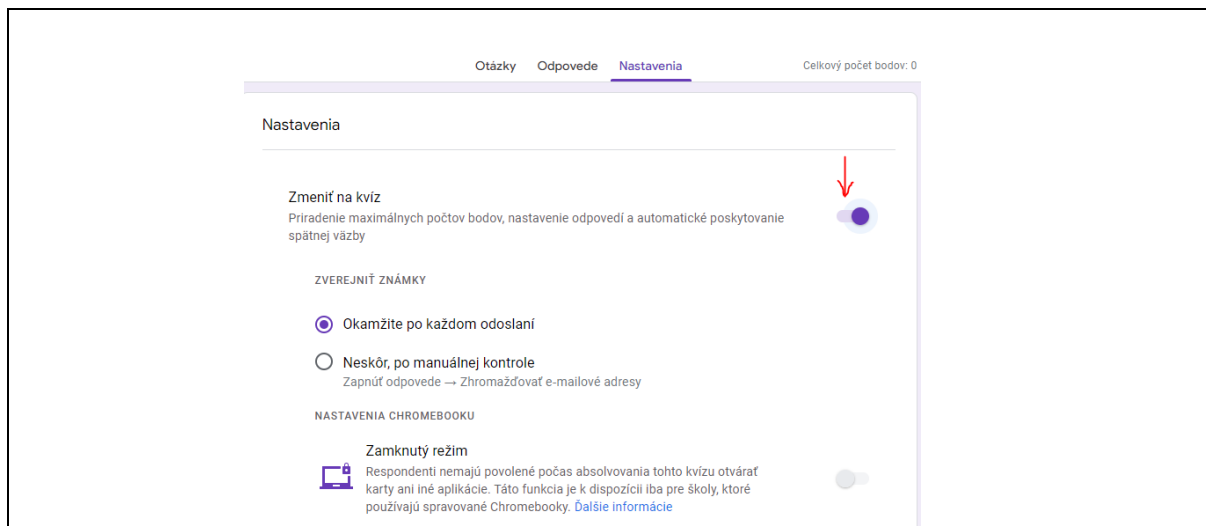 Otázky Odpovede Nastavenia Celkový počet bodov: 0
Nastavenia
Zmeniť na kvíz
Priradenie maximálnych počtov bodov, nastavenie odpovedí a automatické poskytovanie
spätnej väzby
ZVEREJNIŤ ZNÁMKY
Okamžite po každom odoslaní
Neskôr, po manuálnej kontrole
Zapnúť odpovede → Zhromažďovať e-mailové adresy
NASTAVENIA CHROMEBOOKU
Zamknutý režim
Respondenti nemajú povolené počas absolvovania tohto kvízu otvárať
karty ani iné aplikácie. Táto funkcia je k dispozícii iba pre školy, ktoré
používajú spravované Chromebooky. Ďalšie informácie